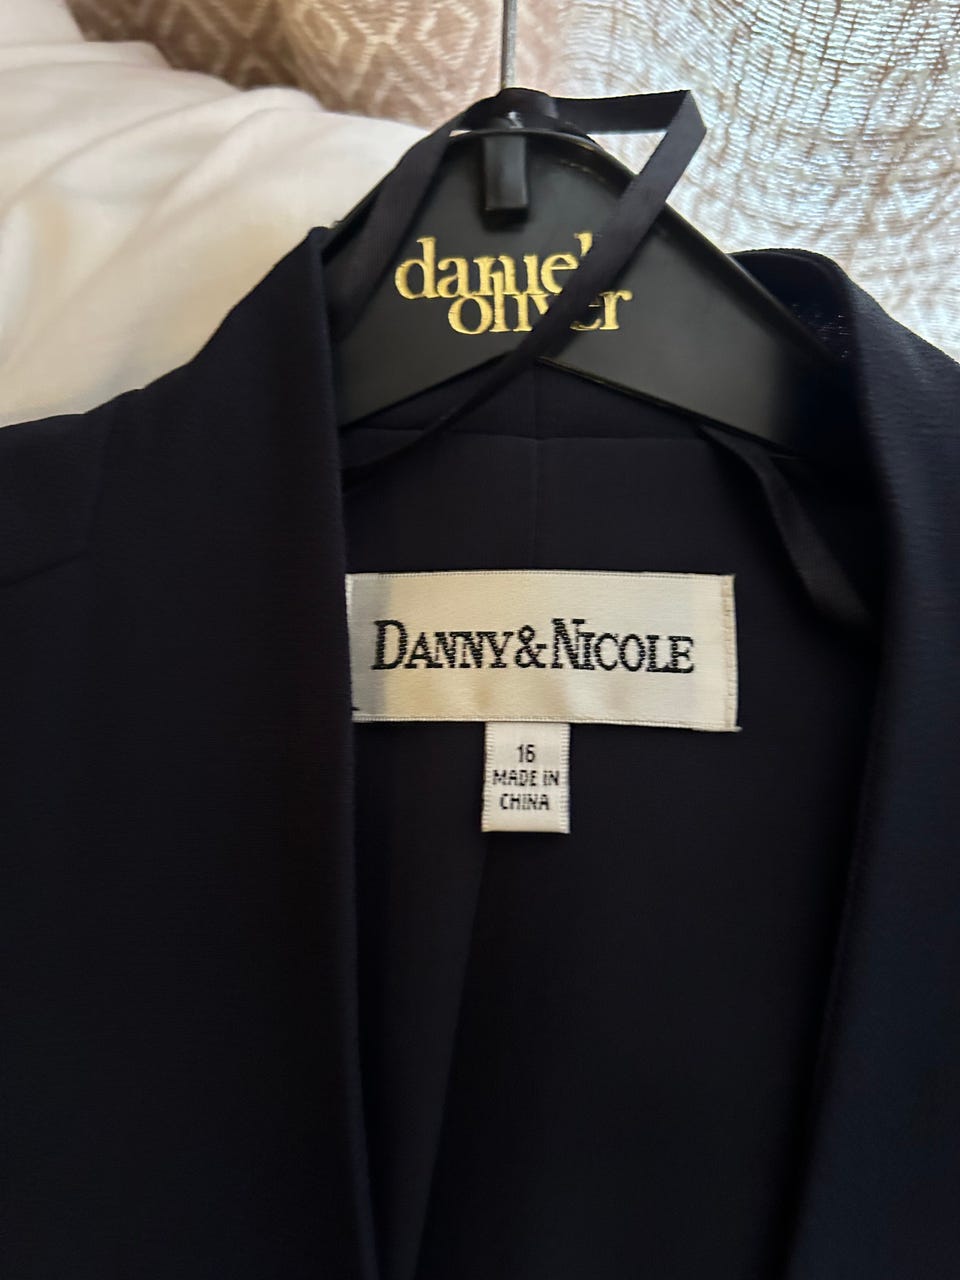 daniel
oliver
DANNY&NICOLE
16
MADE IN
CHINA